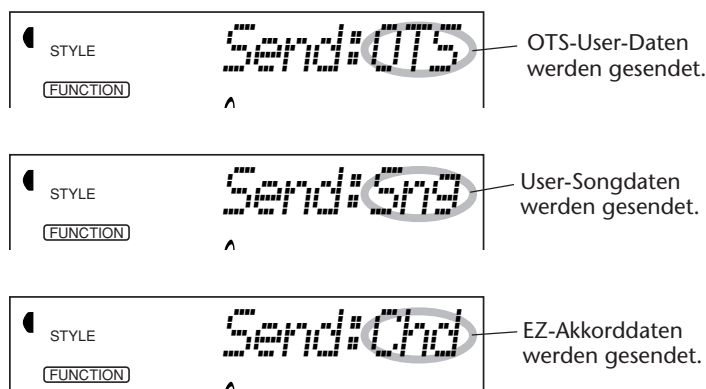 STYLE
Send:OTS
OTS-User-Daten
werden gesendet.
FUNCTION
STYLE
Send:Sng
User-Songdaten
werden gesendet.
FUNCTION
STYLE
Send:Chd
EZ-Akkorddaten
werden gesendet.
FUNCTION